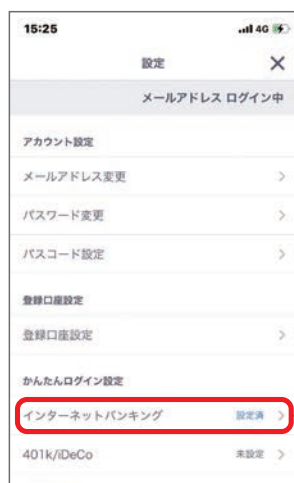 15:25 4G
設定 ×
メールアドレス ログイン中
アカウント設定
メールアドレス変更
パスワード変更
パスコード設定
登録口座設定
登録口座設定
かんたんログイン設定
インターネットバンキング 設定済
401k/iDeCo 未設定